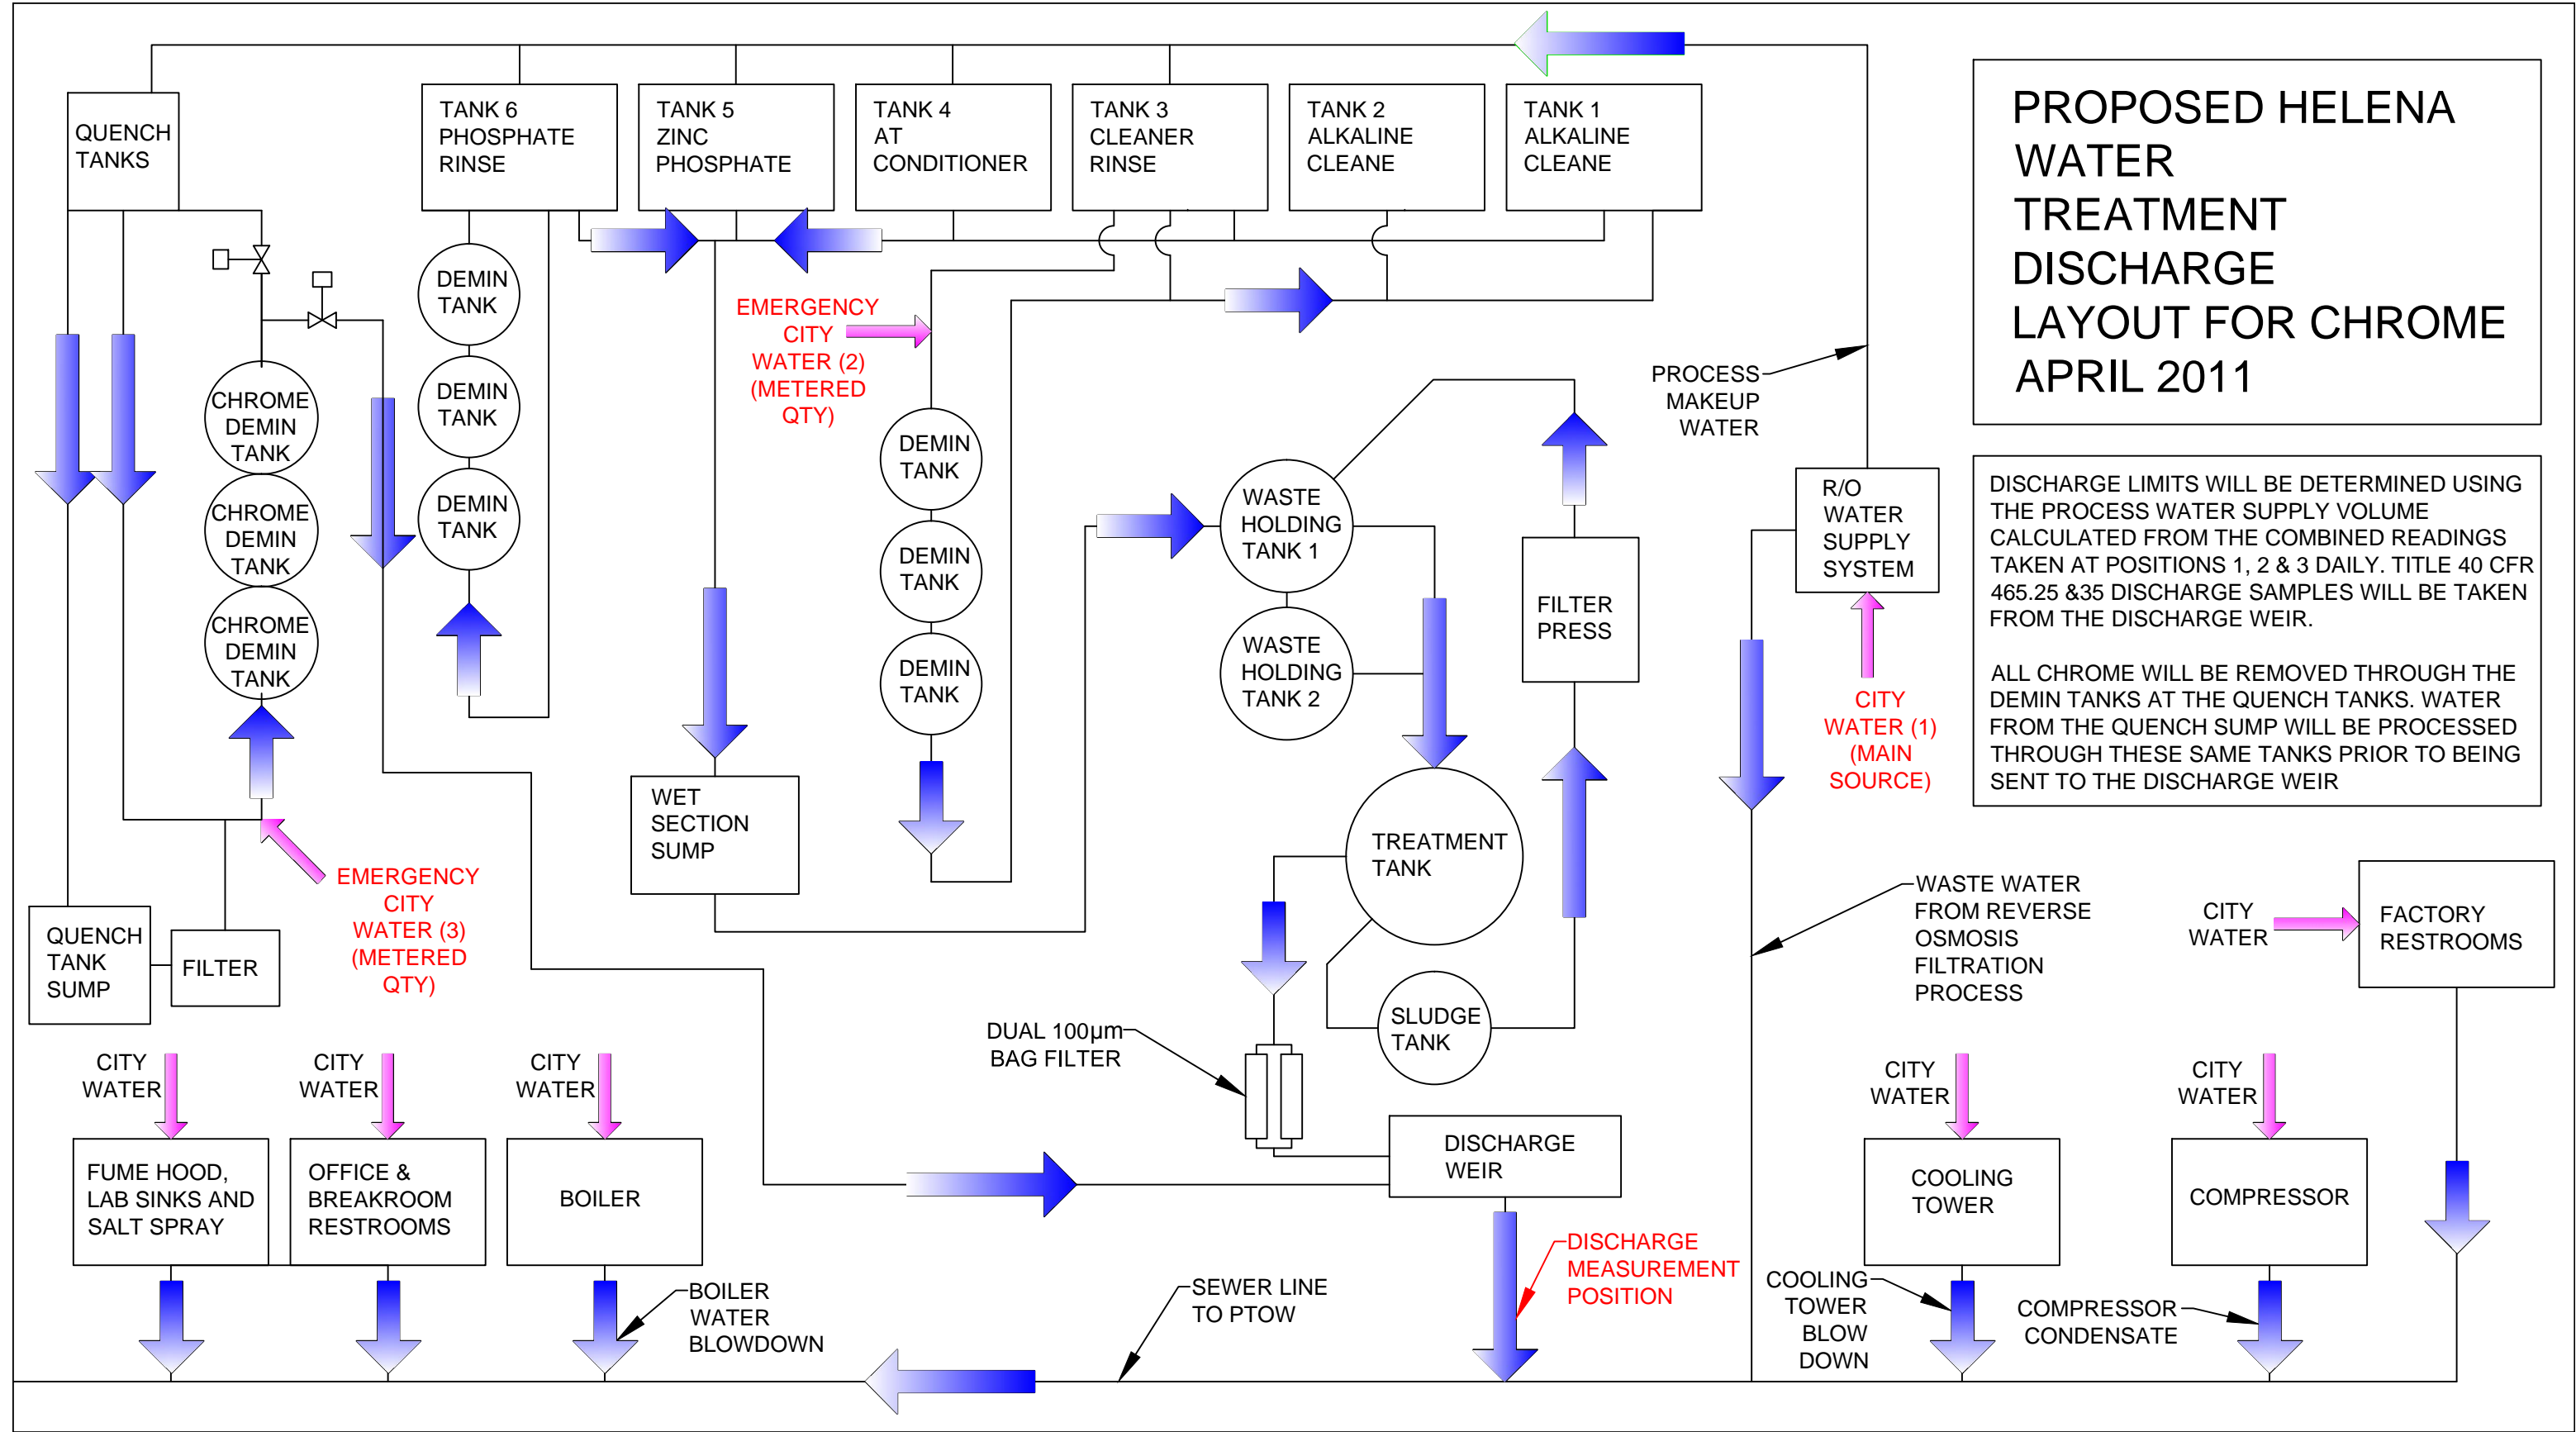 PROPOSED HELENA
WATER
TREATMENT
DISCHARGE
LAYOUT FOR CHROME
APRIL 2011
DISCHARGE LIMITS WILL BE DETERMINED USING
THE PROCESS WATER SUPPLY VOLUME
CALCULATED FROM THE COMBINED READINGS
TAKEN AT POSITIONS 1, 2 & 3 DAILY. TITLE 40 CFR
465.25 &35 DISCHARGE SAMPLES WILL BE TAKEN
FROM THE DISCHARGE WEIR.
ALL CHROME WILL BE REMOVED THROUGH THE
DEMIN TANKS AT THE QUENCH TANKS. WATER
FROM THE QUENCH SUMP WILL BE PROCESSED
THROUGH THESE SAME TANKS PRIOR TO BEING
SENT TO THE DISCHARGE WEIR
QUENCH
TANKS
TANK 6
PHOSPHATE
RINSE
TANK 5
ZINC
PHOSPHATE
TANK 4
AT
CONDITIONER
TANK 3
CLEANER
RINSE
TANK 2
ALKALINE
CLEANE
TANK 1
ALKALINE
CLEANE
DEMIN
TANK
DEMIN
TANK
DEMIN
TANK
CHROME
DEMIN
TANK
CHROME
DEMIN
TANK
CHROME
DEMIN
TANK
EMERGENCY
CITY
WATER (2)
(METERED
QTY)
DEMIN
TANK
DEMIN
TANK
DEMIN
TANK
WASTE
HOLDING
TANK 1
WASTE
HOLDING
TANK 2
FILTER
PRESS
PROCESS
MAKEUP
WATER
R/O
WATER
SUPPLY
SYSTEM
CITY
WATER (1)
(MAIN
SOURCE)
WET
SECTION
SUMP
TREATMENT
TANK
EMERGENCY
CITY
WATER (3)
(METERED
QTY)
QUENCH
TANK
SUMP
FILTER
SLUDGE
TANK
DUAL 100µm
BAG FILTER
WASTE WATER
FROM REVERSE
OSMOSIS
FILTRATION
PROCESS
CITY
WATER
FACTORY
RESTROOMS
CITY
WATER
CITY
WATER
CITY
WATER
CITY
WATER
CITY
WATER
FUME HOOD,
LAB SINKS AND
SALT SPRAY
OFFICE &
BREAKROOM
RESTROOMS
BOILER
DISCHARGE
WEIR
COOLING
TOWER
COMPRESSOR
BOILER
WATER
BLOWDOWN
SEWER LINE
TO PTOW
DISCHARGE
MEASUREMENT
POSITION
COOLING
TOWER
BLOW
DOWN
COMPRESSOR
CONDENSATE